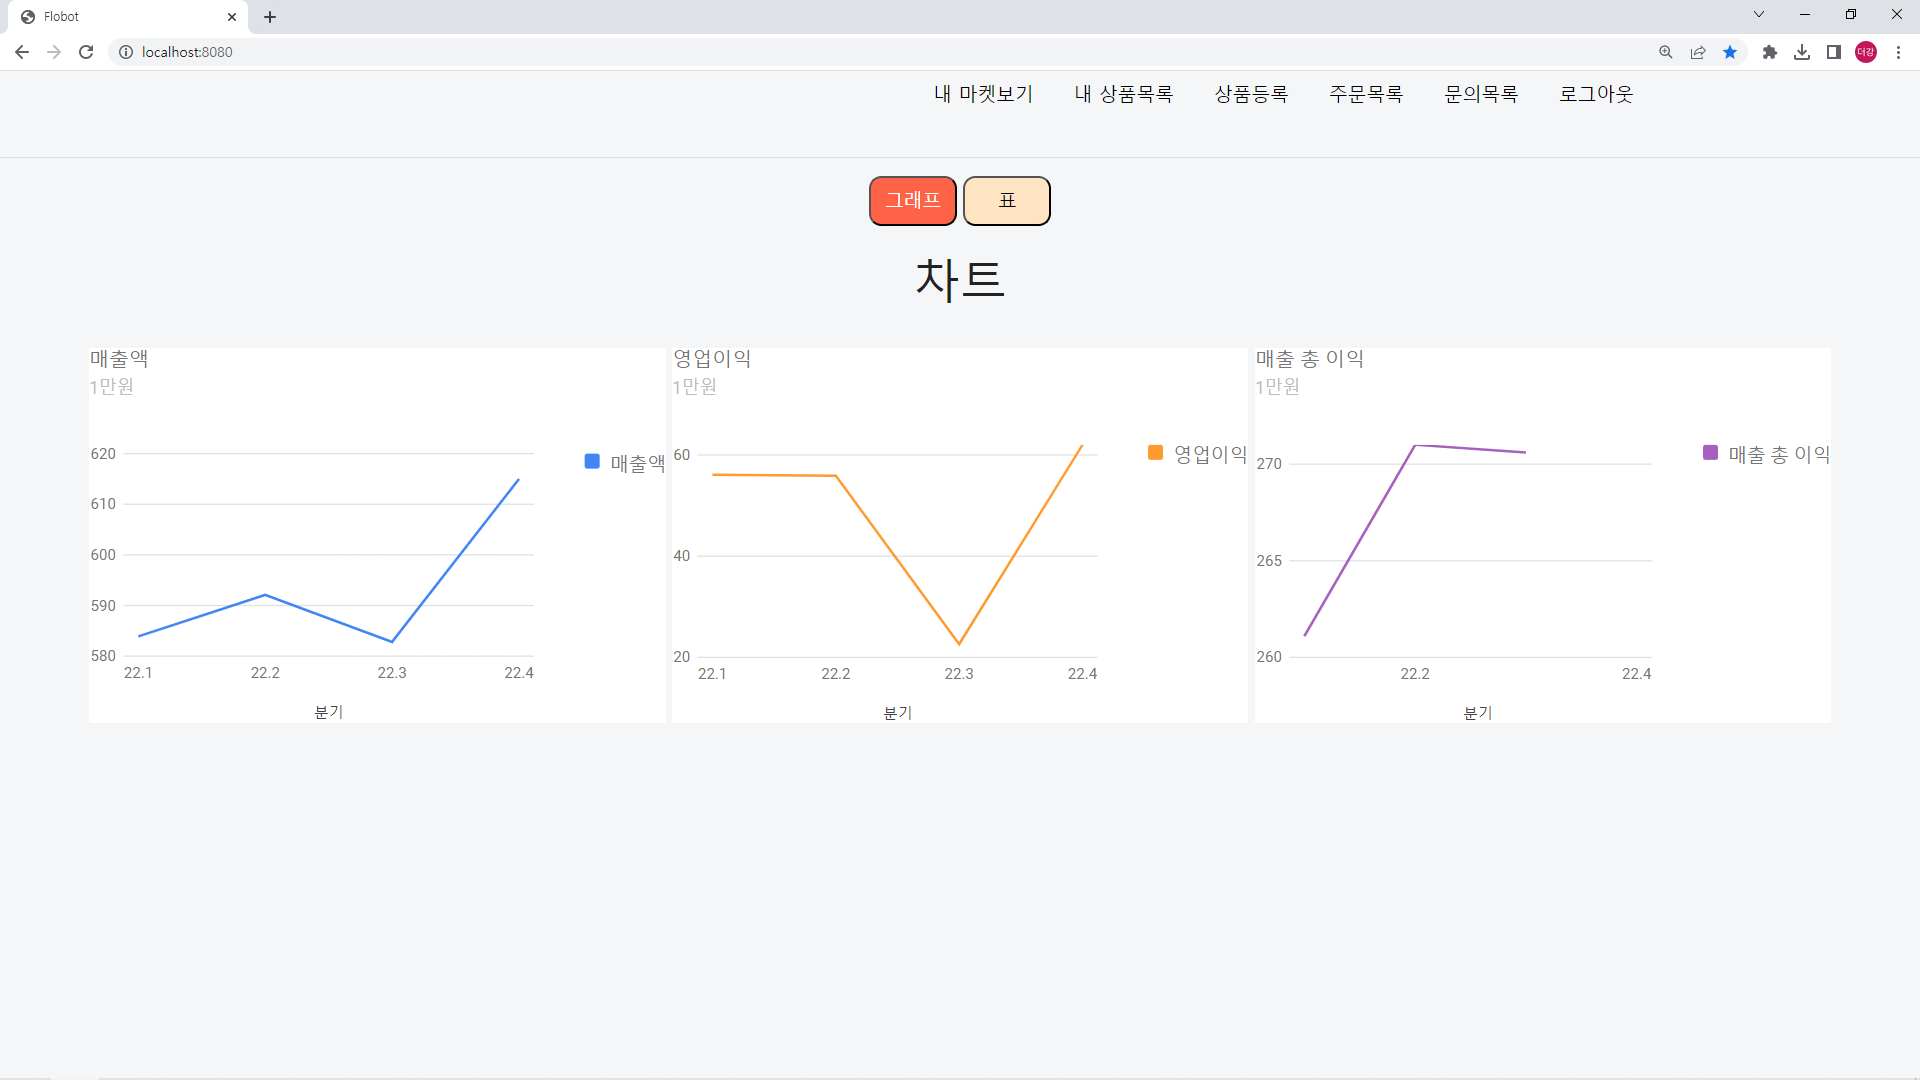 Flobot
localhost:8080
더강
내 마켓보기 내 상품목록 상품등록 주문목록 문의목록 로그아웃
그래프 표
차트
매출액
1만원
620
610
600
590
580
22.1 22.2 22.3 22.4
분기
매출액
영업이익
1만원
60
40
20
22.1 22.2 22.3 22.4
분기
영업이익
매출 총 이익
1만원
270
265
260
22.2 22.4
분기
매출 총 이익